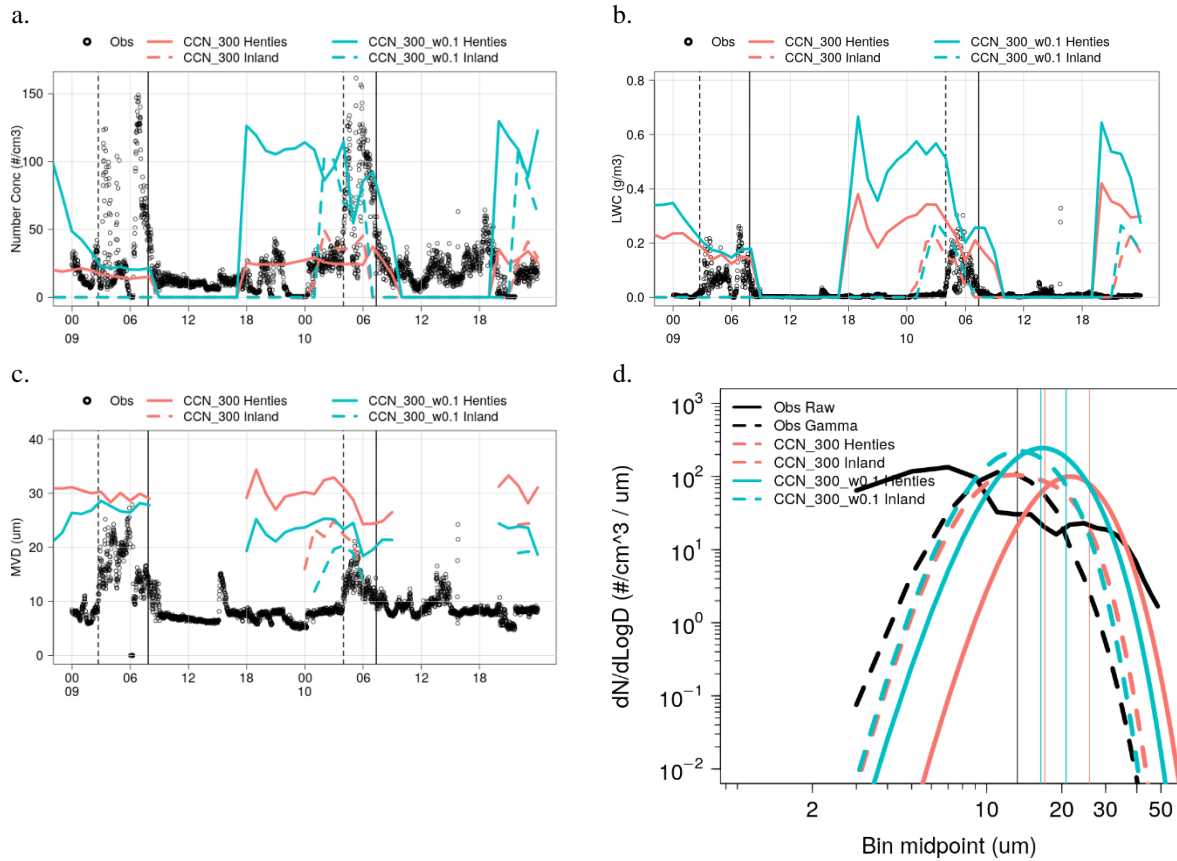 a.
Obs
CCN_300 Henties
CCN_300 Inland
CCN_300_w0.1 Henties
CCN_300_w0.1 Inland
Number Conc (#/cm3)
150
100
50
0
00 06 12 18 00 06 12 18
09 10
b.
Obs
CCN_300 Henties
CCN_300 Inland
CCN_300_w0.1 Henties
CCN_300_w0.1 Inland
LWC (g/m3)
0.8
0.6
0.4
0.2
0.0
00 06 12 18 00 06 12 18
09 10
c.
Obs
CCN_300 Henties
CCN_300 Inland
CCN_300_w0.1 Henties
CCN_300_w0.1 Inland
MVD (um)
40
30
20
10
0
00 06 12 18 00 06 12 18
09 10
d.
Obs Raw
Obs Gamma
CCN_300 Henties
CCN_300 Inland
CCN_300_w0.1 Henties
CCN_300_w0.1 Inland
dN/dLogD (#/cm^3 / um)
10³
10²
10¹
10⁰
10⁻¹
10⁻²
2 10 20 30 50
Bin midpoint (um)